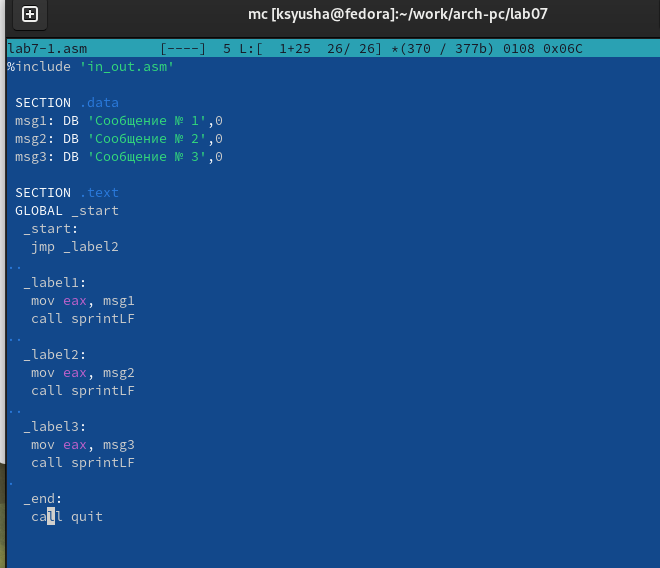 mc [ksyusha@fedora]:~/work/arch-pc/lab07
lab7-1.asm [----] 5 L:[ 1+25 26/ 26] *(370 / 377b) 0108 0x06C
%include 'in_out.asm'
SECTION .data
msg1: DB 'Сообщение № 1',0
msg2: DB 'Сообщение № 2',0
msg3: DB 'Сообщение № 3',0
SECTION .text
GLOBAL _start
_start:
jmp _label2
..
_label1:
mov eax, msg1
call sprintLF
..
_label2:
mov eax, msg2
call sprintLF
..
_label3:
mov eax, msg3
call sprintLF
.
_end:
call quit